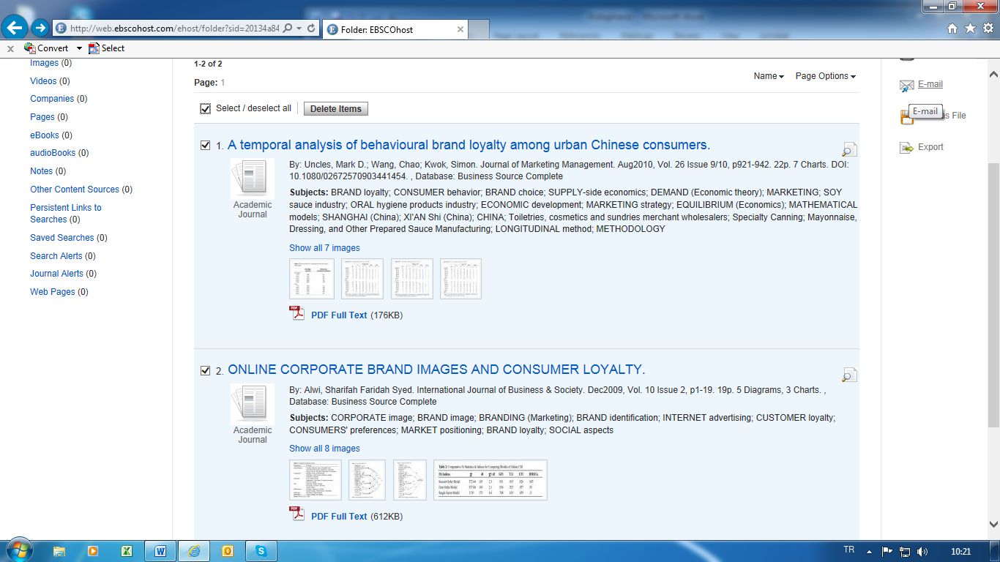 http://web.ebscohost.com/ehost/folder?sid=20134a84
Folder: EBSCOhost
x Convert Select
Images (0)
Videos (0)
Companies (0)
Pages (0)
eBooks (0)
audioBooks (0)
Notes (0)
Other Content Sources (0)
Persistent Links to
Searches (0)
Saved Searches (0)
Search Alerts (0)
Journal Alerts (0)
Web Pages (0)
1-2 of 2
Page: 1
Name Page Options
Select / deselect all Delete Items
1. A temporal analysis of behavioural brand loyalty among urban Chinese consumers.
Academic
Journal
By: Uncles, Mark D.; Wang, Chao; Kwok, Simon. Journal of Marketing Management. Aug2010, Vol. 26 Issue 9/10, p921-942. 22p. 7 Charts. DOI:
10.1080/02672570903441454. , Database: Business Source Complete
Subjects: BRAND loyalty; CONSUMER behavior; BRAND choice; SUPPLY-side economics; DEMAND (Economic theory); MARKETING; SOY
sauce industry; ORAL hygiene products industry; ECONOMIC development; MARKETING strategy; EQUILIBRIUM (Economics); MATHEMATICAL
models; SHANGHAI (China); XI'AN Shi (China); CHINA; Toiletries, cosmetics and sundries merchant wholesalers; Specialty Canning; Mayonnaise,
Dressing, and Other Prepared Sauce Manufacturing; LONGITUDINAL method; METHODOLOGY
Show all 7 images
PDF Full Text (176KB)
2. ONLINE CORPORATE BRAND IMAGES AND CONSUMER LOYALTY.
Academic
Journal
By: Alwi, Sharifah Faridah Syed. International Journal of Business & Society. Dec2009, Vol. 10 Issue 2, p1-19. 19p. 5 Diagrams, 3 Charts. ,
Database: Business Source Complete
Subjects: CORPORATE image; BRAND image; BRANDING (Marketing); BRAND identification; INTERNET advertising; CUSTOMER loyalty;
CONSUMERS' preferences; MARKET positioning; BRAND loyalty; SOCIAL aspects
Show all 8 images
PDF Full Text (612KB)
E-mail
E-mail
s File
Export
TR
10:21